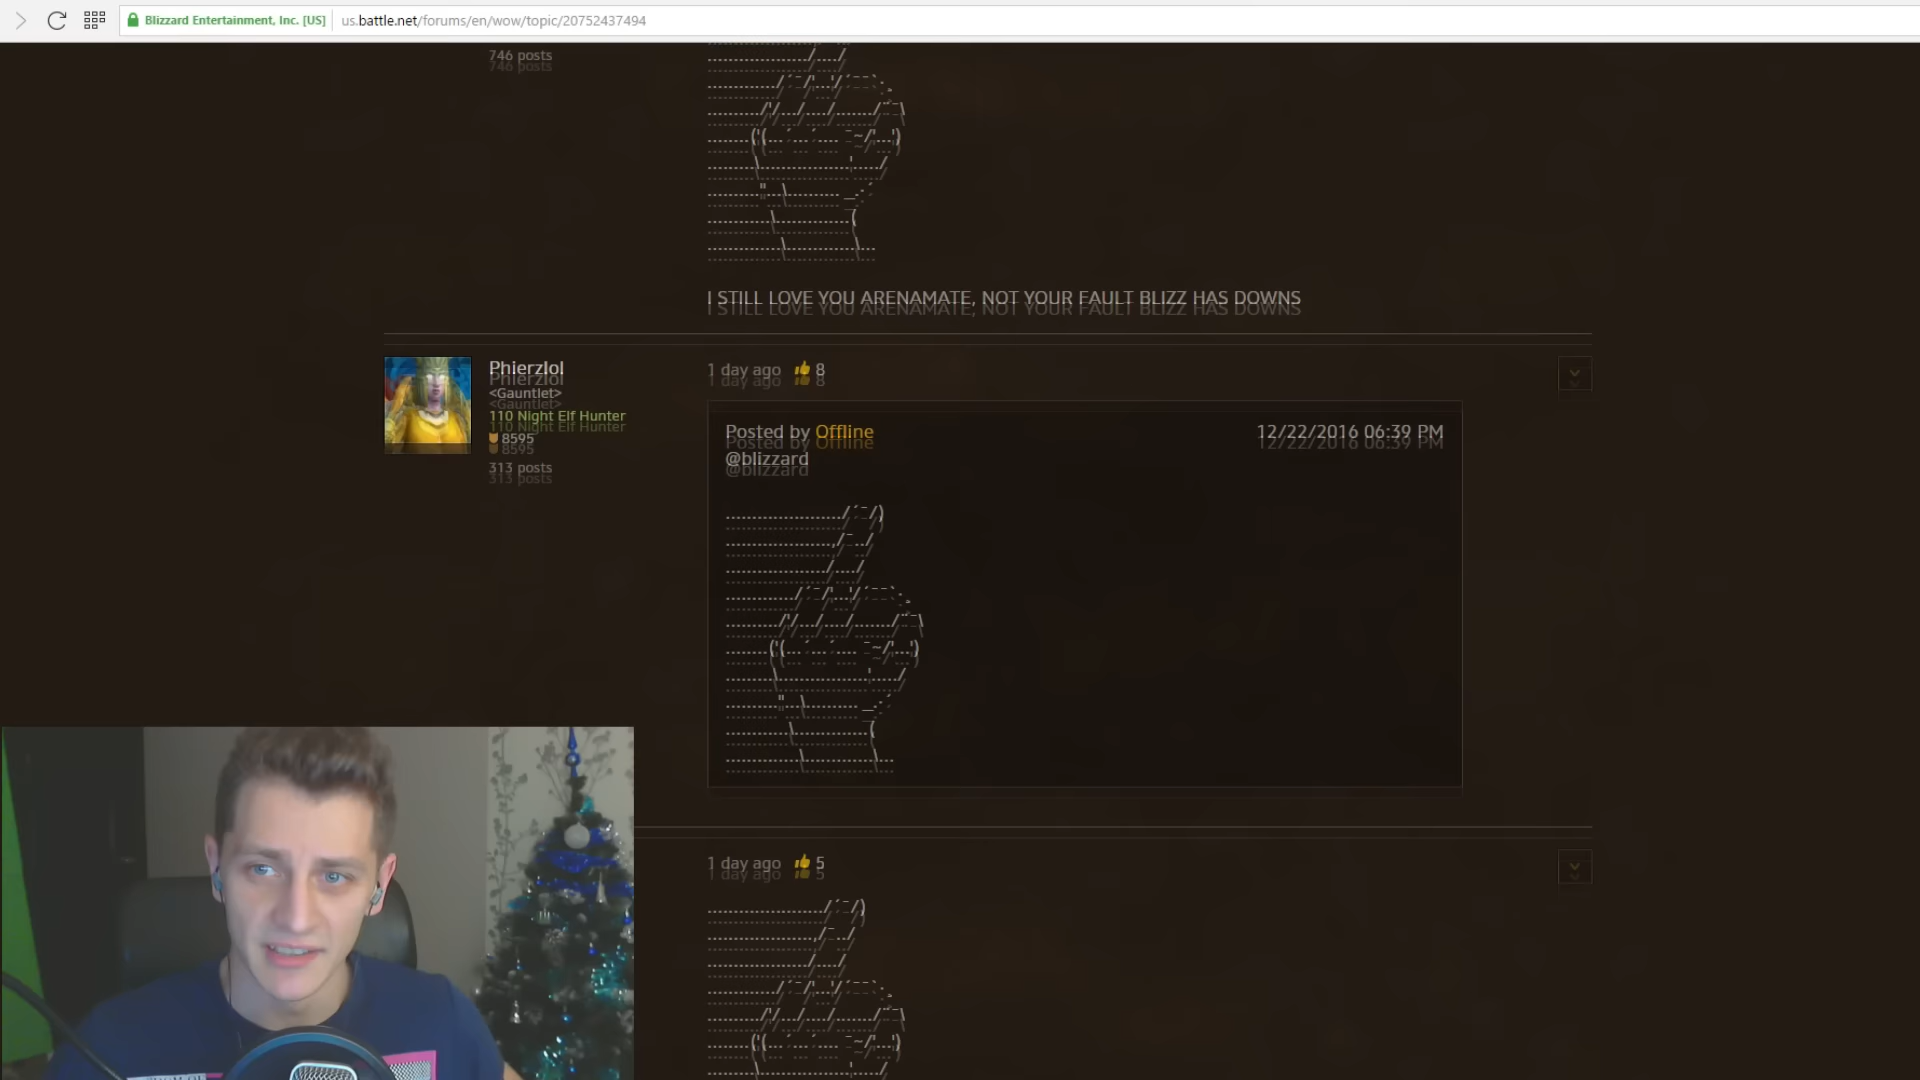 Blizzard Entertainment, Inc. [US] us.battle.net/forums/en/wow/topic/20752437494
746 posts
I STILL LOVE YOU ARENAMATE, NOT YOUR FAULT BLIZZ HAS DOWNS
Phierzlol
<Gauntlet>
110 Night Elf Hunter
8595
313 posts
1 day ago 8
Posted by Offline 12/22/2016 06:39 PM
@blizzard
1 day ago 5